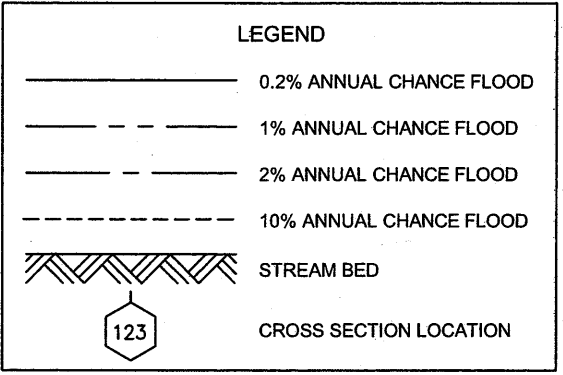 LEGEND
0.2% ANNUAL CHANCE FLOOD
1% ANNUAL CHANCE FLOOD
2% ANNUAL CHANCE FLOOD
10% ANNUAL CHANCE FLOOD
STREAM BED
123 CROSS SECTION LOCATION